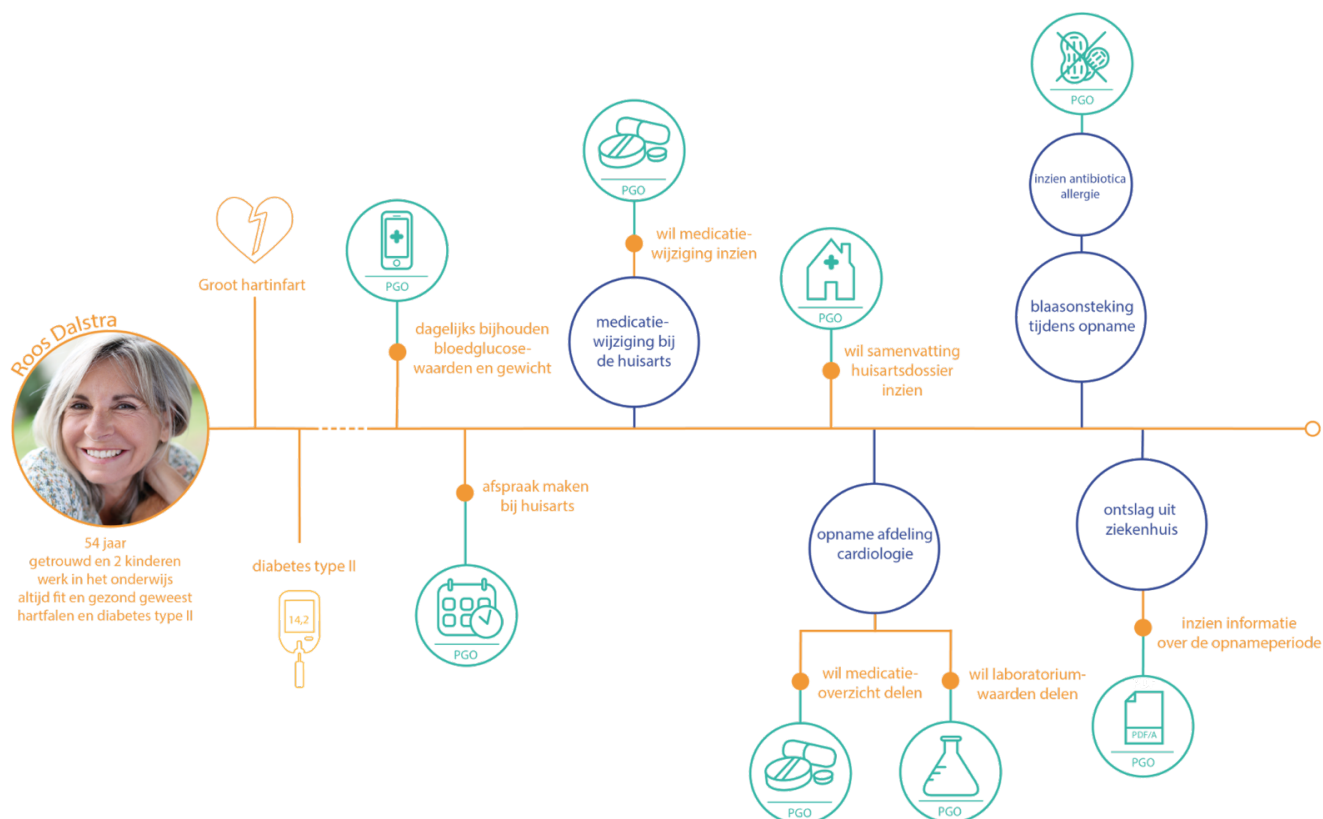 Roos Dalstra
54 jaar
getrouwd en 2 kinderen
werk in het onderwijs
altijd fit en gezond geweest
hartfalen en diabetes type II
Groot hartinfart
diabetes type II
14,2
PGO
dagelijks bijhouden
bloedglucose-
waarden en gewicht
afspraak maken
bij huisarts
PGO
PGO
wil medicatie-
wijziging inzien
medicatie-
wijziging bij
de huisarts
PGO
wil samenvatting
huisartsdossier
inzien
opname afdeling
cardiologie
wil medicatie-
overzicht delen
PGO
wil laboratorium-
waarden delen
PGO
PGO
inzien antibiotica
allergie
blaasonsteking
tijdens opname
ontslag uit
ziekenhuis
inzien informatie
over de opnameperiode
PDF/A
PGO